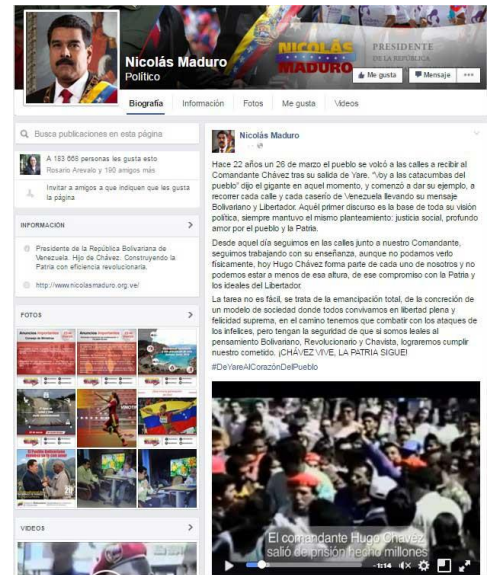 NICOLÁS
MADURO
PRESIDENTE
DE LA REPÚBLICA
Nicolás Maduro
Político
Me gusta
Mensaje
Biografía
Información
Fotos
Me gusta
Videos
Busca publicaciones en esta página
A 183 668 personas les gusta esto
Rosario Arevalo y 190 amigos más
Invitar a amigos a que indiquen que les gusta
la página
INFORMACIÓN
Presidente de la República Bolivariana de
Venezuela. Hijo de Chávez. Construyendo la
Patria con eficiencia revolucionaria.
http://www.nicolasmaduro.org.ve/
FOTOS
VIDEOS
Nicolás Maduro
Hace 22 años un 26 de marzo el pueblo se volcó a las calles a recibir al
Comandante Chávez tras su salida de Yare. "Voy a las catacumbas del
pueblo" dijo el gigante en aquel momento, y comenzó a dar su ejemplo, a
recorrer cada calle y cada caserío de Venezuela llevando su mensaje
Bolivariano y Libertador. Aquél primer discurso es la base de toda su visión
política, siempre mantuvo el mismo planteamiento: justicia social, profundo
amor por el pueblo y la Patria.
Desde aquel día seguimos en las calles junto a nuestro Comandante,
seguimos trabajando con su enseñanza, aunque no podamos verlo
físicamente, hoy Hugo Chávez forma parte de cada uno de nosotros y no
podemos estar a menos de esa altura, de ese compromiso con la Patria y
los ideales del Libertador.
La tarea no es fácil, se trata de la emancipación total, de la concreción de
un modelo de sociedad donde todos convivamos en libertad plena y
felicidad suprema, en el camino tenemos que combatir con los ataques de
los infelices, pero tengan la seguridad de que si somos leales al
pensamiento Bolivariano, Revolucionario y Chavista, lograremos cumplir
nuestro cometido. ¡CHÁVEZ VIVE, LA PATRIA SIGUE!
#DeYareAlCorazónDelPueblo
El comandante Hugo Chávez
salió de prisión hecho millones
-1:14